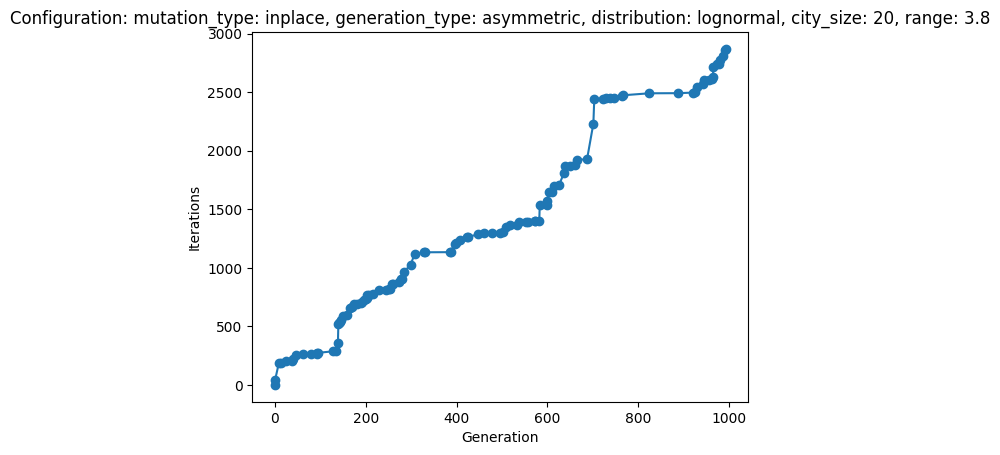 Configuration: mutation_type: inplace, generation_type: asymmetric, distribution: lognormal, city_size: 20, range: 3.8
3000
2500
2000
1500
1000
500
0
Iterations
0 200 400 600 800 1000
Generation